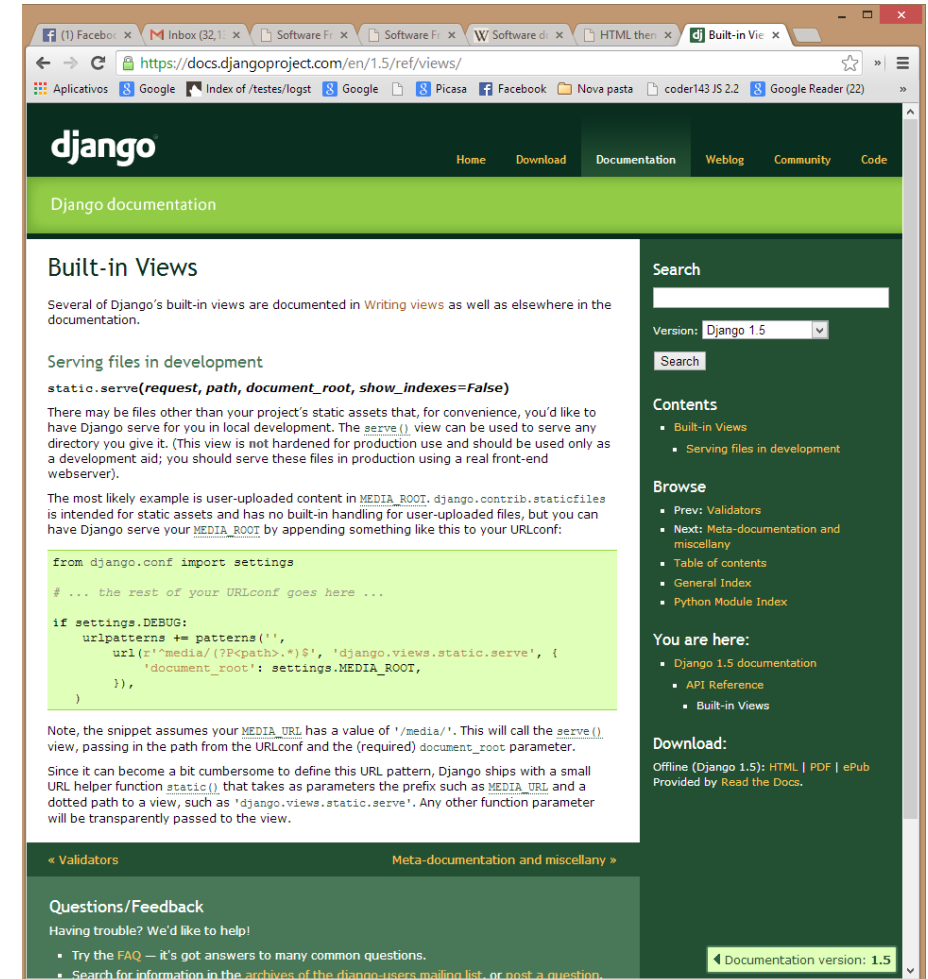 (1) Faceboo
Inbox (32,1
Software Fr
Software Fr
Software d
HTML then
Built-in Vie
https://docs.djangoproject.com/en/1.5/ref/views/
Aplicativos Google Index of /testes/logst Google Picasa Facebook Nova pasta coder143 JS 2.2 Google Reader (22) »
django
Home Download Documentation Weblog Community Code
Django documentation
Built-in Views
Several of Django's built-in views are documented in Writing views as well as elsewhere in the
documentation.
Serving files in development
static.serve(request, path, document_root, show_indexes=False)
There may be files other than your project's static assets that, for convenience, you'd like to
have Django serve for you in local development. The serve() view can be used to serve any
directory you give it. (This view is not hardened for production use and should be used only as
a development aid; you should serve these files in production using a real front-end
webserver).
The most likely example is user-uploaded content in MEDIA_ROOT. django.contrib.staticfiles
is intended for static assets and has no built-in handling for user-uploaded files, but you can
have Django serve your MEDIA_ROOT by appending something like this to your URLconf:
from django.conf import settings
# ... the rest of your URLconf goes here ...
if settings.DEBUG:
    urlpatterns += patterns('',
        url(r'^media/(?P<path>.*)$', 'django.views.static.serve', {
            'document_root': settings.MEDIA_ROOT,
        }),
   )
Note, the snippet assumes your MEDIA_URL has a value of '/media/'. This will call the serve()
view, passing in the path from the URLconf and the (required) document_root parameter.
Since it can become a bit cumbersome to define this URL pattern, Django ships with a small
URL helper function static() that takes as parameters the prefix such as MEDIA_URL and a
dotted path to a view, such as 'django.views.static.serve'. Any other function parameter
will be transparently passed to the view.
« Validators
Meta-documentation and miscellany »
Questions/Feedback
Having trouble? We'd like to help!
Try the FAQ — it's got answers to many common questions.
Search for information in the archives of the django-users mailing list, or post a question.
Search
Version: Django 1.5
Search
Contents
Built-in Views
Serving files in development
Browse
Prev: Validators
Next: Meta-documentation and
miscellany
Table of contents
General Index
Python Module Index
You are here:
Django 1.5 documentation
API Reference
Built-in Views
Download:
Offline (Django 1.5): HTML | PDF | ePub
Provided by Read the Docs.
Documentation version: 1.5